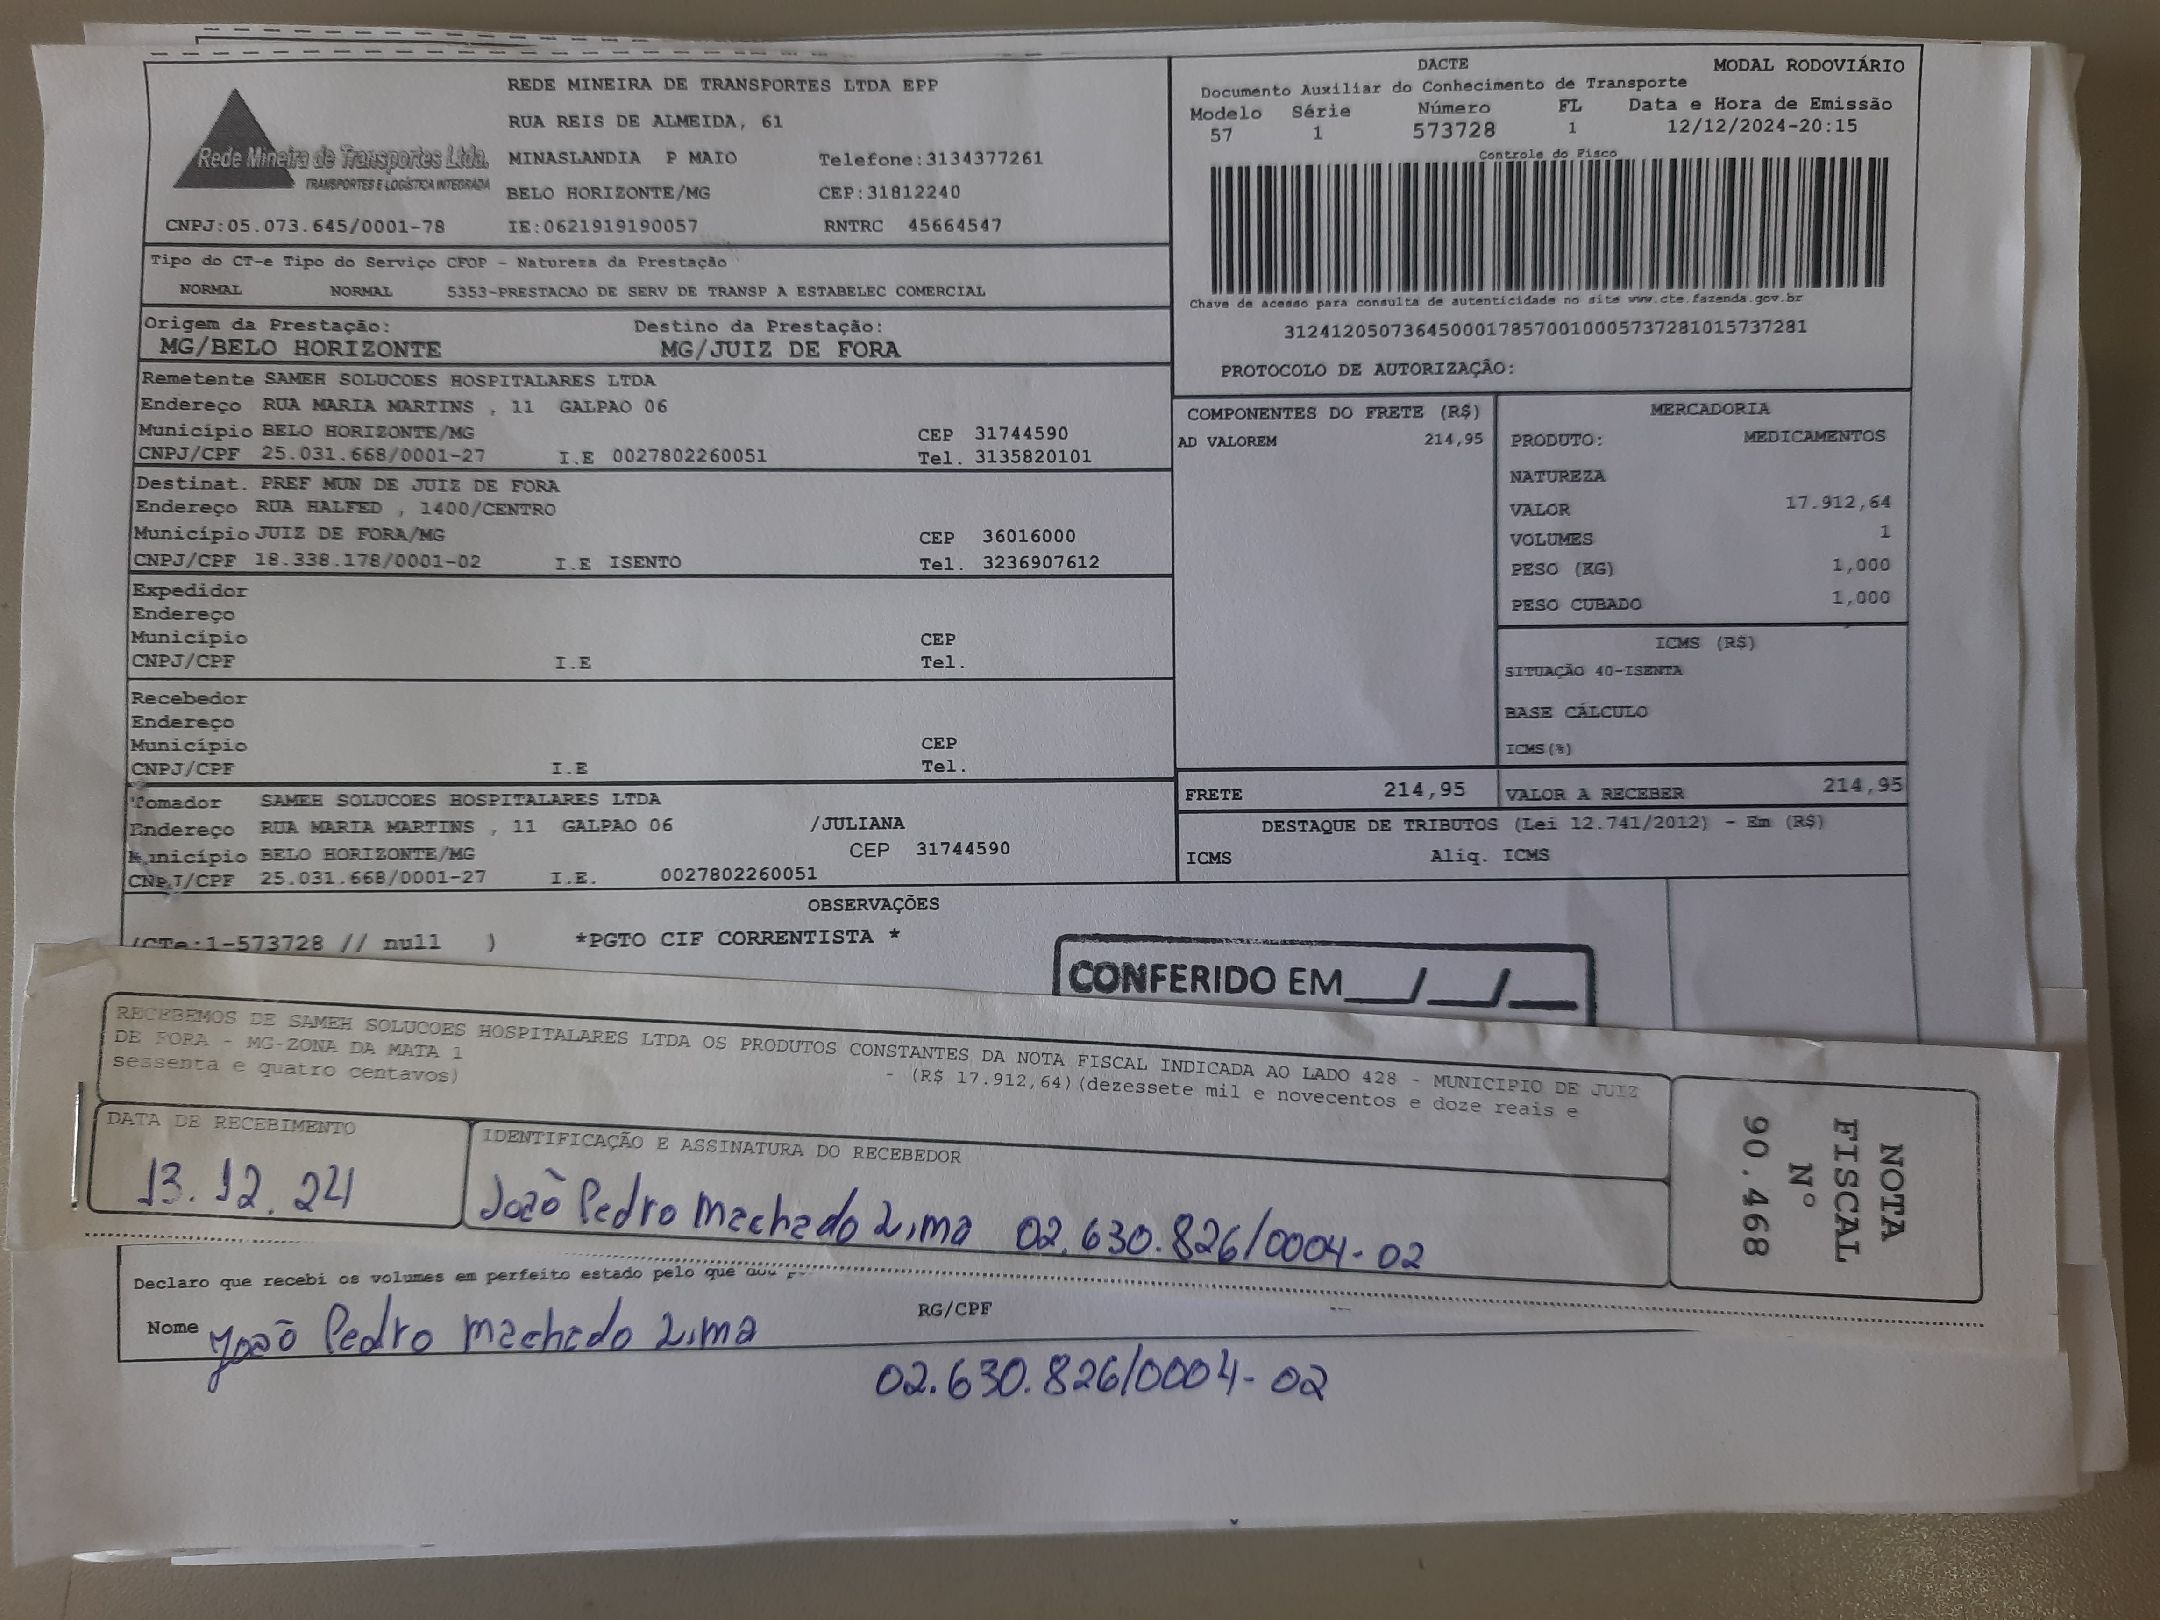 REDE MINEIRA DE TRANSPORTES LTDA EPP
RUA REIS DE ALMEIDA, 61
Rede Mineira de Transportes Ltda.
TRANSPORTES E LOGÍSTICA INTEGRADA
MINASLANDIA P MAIO Telefone:3134377261
BELO HORIZONTE/MG CEP:31812240
CNPJ:05.073.645/0001-78 IE:0621919190057 RNTRC 45664547
DACTE MODAL RODOVIÁRIO
Documento Auxiliar do Conhecimento de Transporte
Modelo Série Número FL Data e Hora de Emissão
57 1 573728 1 12/12/2024-20:15
Controle do Fisco
Chave de acesso para consulta de autenticidade no site www.cte.fazenda.gov.br
31241205073645000178570010005737281015737281
PROTOCOLO DE AUTORIZAÇÃO:
Tipo do CT-e Tipo do Serviço CFOP - Natureza da Prestação
NORMAL NORMAL 5353-PRESTACAO DE SERV DE TRANSP A ESTABELEC COMERCIAL
Origem da Prestação: Destino da Prestação:
MG/BELO HORIZONTE MG/JUIZ DE FORA
Remetente SAMEH SOLUCOES HOSPITALARES LTDA
Endereço RUA MARIA MARTINS , 11 GALPAO 06
Município BELO HORIZONTE/MG CEP 31744590
CNPJ/CPF 25.031.668/0001-27 I.E 0027802260051 Tel. 3135820101
Destinat. PREF MUN DE JUIZ DE FORA
Endereço RUA HALFED , 1400/CENTRO
Município JUIZ DE FORA/MG CEP 36016000
CNPJ/CPF 18.338.178/0001-02 I.E ISENTO Tel. 3236907612
Expedidor
Endereço
Município CEP
CNPJ/CPF I.E Tel.
Recebedor
Endereço
Município CEP
CNPJ/CPF I.E Tel.
Tomador SAMEH SOLUCOES HOSPITALARES LTDA
Endereço RUA MARIA MARTINS , 11 GALPAO 06 /JULIANA
Município BELO HORIZONTE/MG CEP 31744590
CNPJ/CPF 25.031.668/0001-27 I.E. 0027802260051
COMPONENTES DO FRETE (R$)
AD VALOREM 214,95
MERCADORIA
PRODUTO: MEDICAMENTOS
NATUREZA
VALOR 17.912,64
VOLUMES 1
PESO (KG) 1,000
PESO CUBADO 1,000
ICMS (R$)
SITUAÇÃO 40-ISENTA
BASE CÁLCULO
ICMS(%)
FRETE 214,95 VALOR A RECEBER 214,95
DESTAQUE DE TRIBUTOS (Lei 12.741/2012) - Em (R$)
ICMS Aliq. ICMS
OBSERVAÇÕES
(CTe:1-573728 // null ) *PGTO CIF CORRENTISTA *
CONFERIDO EM__/__/__
RECEBEMOS DE SAMEH SOLUCOES HOSPITALARES LTDA OS PRODUTOS CONSTANTES DA NOTA FISCAL INDICADA AO LADO 428 - MUNICIPIO DE JUIZ
DE FORA - MG-ZONA DA MATA 1 - (R$ 17.912,64)(dezessete mil e novecentos e doze reais e
sessenta e quatro centavos)
DATA DE RECEBIMENTO
13.12.24
IDENTIFICAÇÃO E ASSINATURA DO RECEBEDOR
João Pedro Machado Lima 02.630.826/0004-02
NOTA
FISCAL
Nº
90.468
Declaro que recebi os volumes em perfeito estado pelo que
Nome João Pedro Machado Lima RG/CPF
02.630.826/0004-02